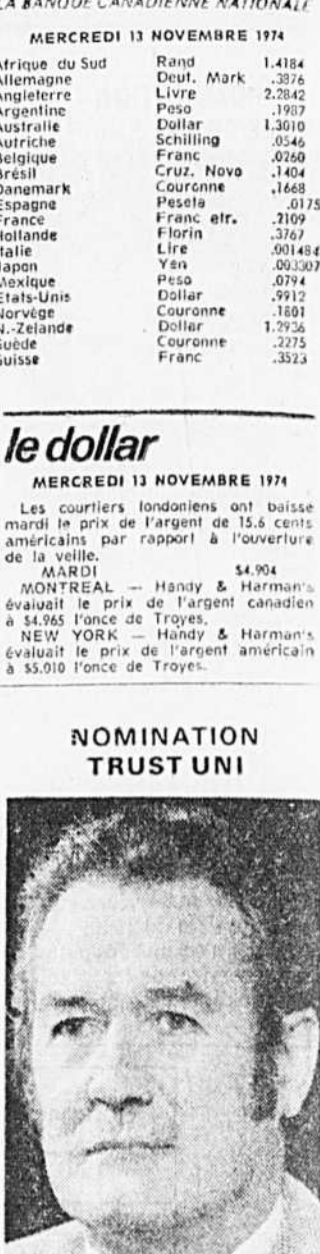 LA BANQUE CANADIENNE NATIONALE
MERCREDI 13 NOVEMBRE 1974
Afrique du Sud Rand 1.4184
Allemagne Deut. Mark .3876
Angleterre Livre 2.2842
Argentine Peso .1987
Australie Dollar 1.3010
Autriche Schilling .0546
Belgique Franc .0260
Brésil Cruz. Novo .1404
Danemark Couronne .1668
Espagne Peseta .0175
France Franc etr. .2109
Hollande Florin .3767
Italie Lire .001484
Japon Yen .003307
Mexique Peso .0794
Etats-Unis Dollar .9912
Norvège Couronne .1801
N.-Zelande Dollar 1.2936
Suède Couronne .2275
Suisse Franc .3523
le dollar
MERCREDI 13 NOVEMBRE 1974
Les courtiers londoniens ont baisse
mardi le prix de l'argent de 15.6 cents
américains par rapport à l'ouverture
de la veille.
MARDI $4.904
MONTREAL — Handy & Harman's
évaluait le prix de l'argent canadien
à $4.965 l'once de Troyes.
NEW YORK — Handy & Harman's
évaluait le prix de l'argent américain
à $5.010 l'once de Troyes.
NOMINATION
TRUST UNI